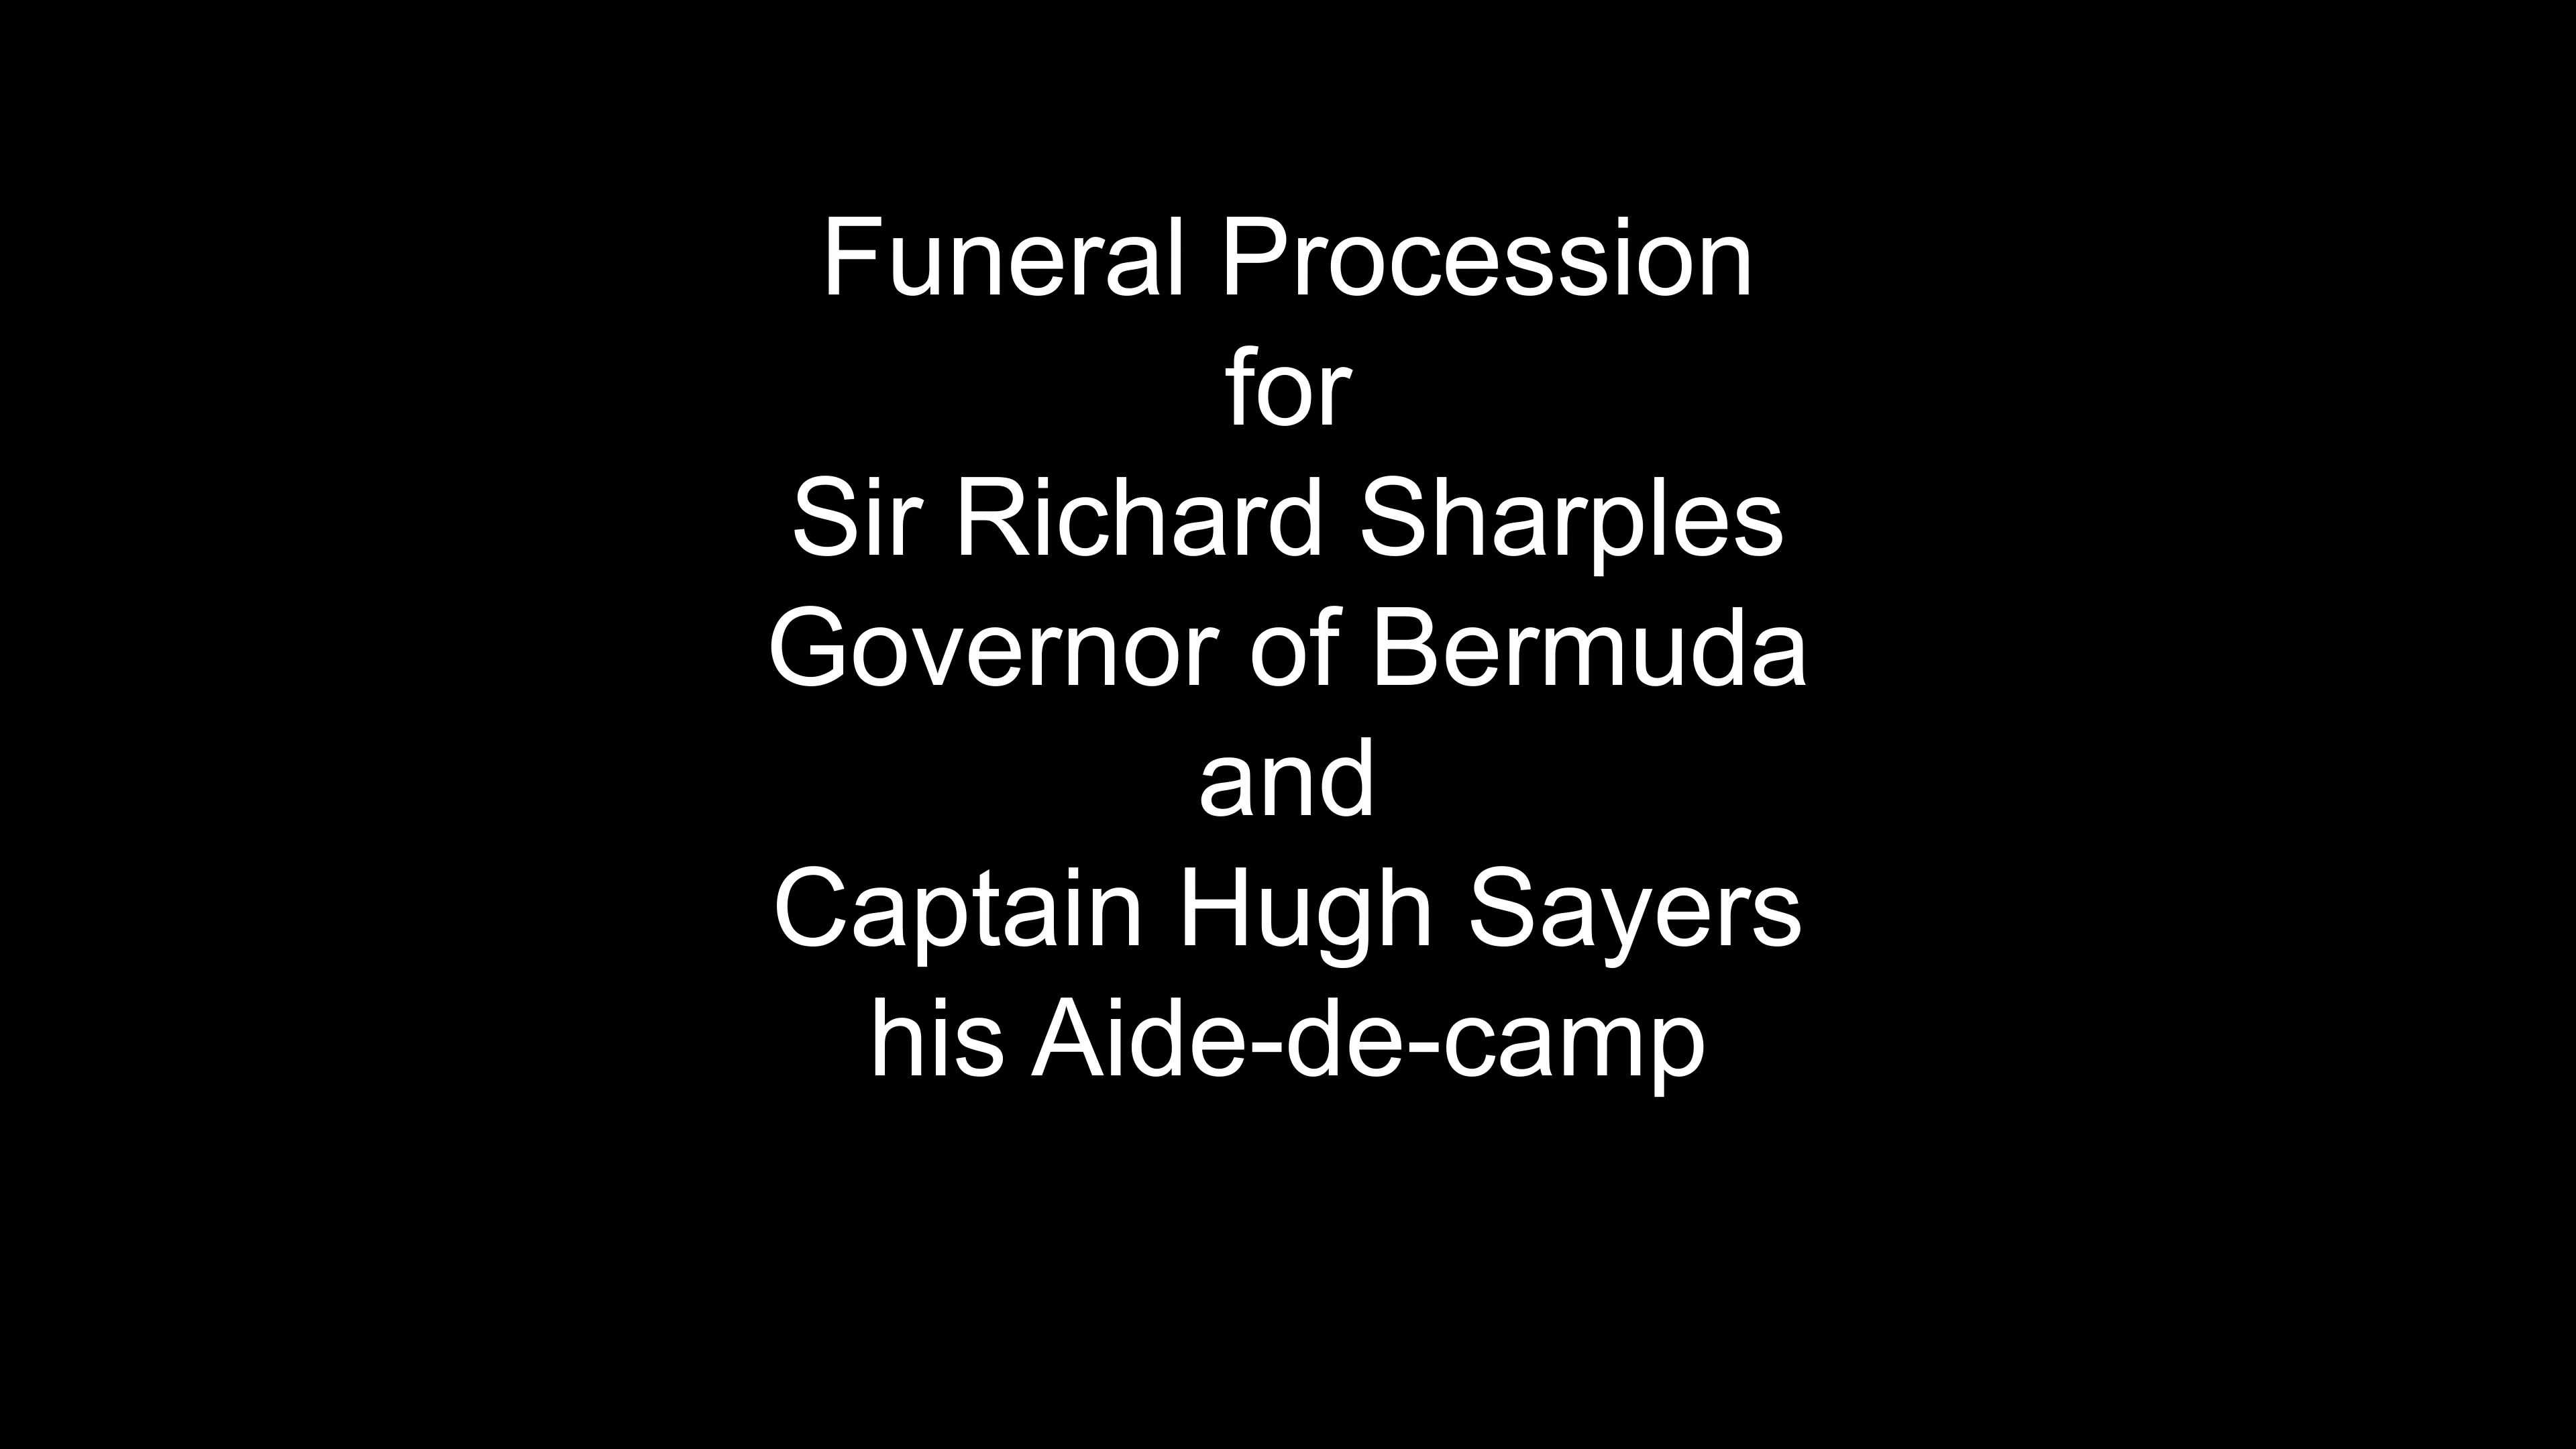 Funeral Procession
for
Sir Richard Sharples
Governor of Bermuda
and
Captain Hugh Sayers
his Aide-de-camp